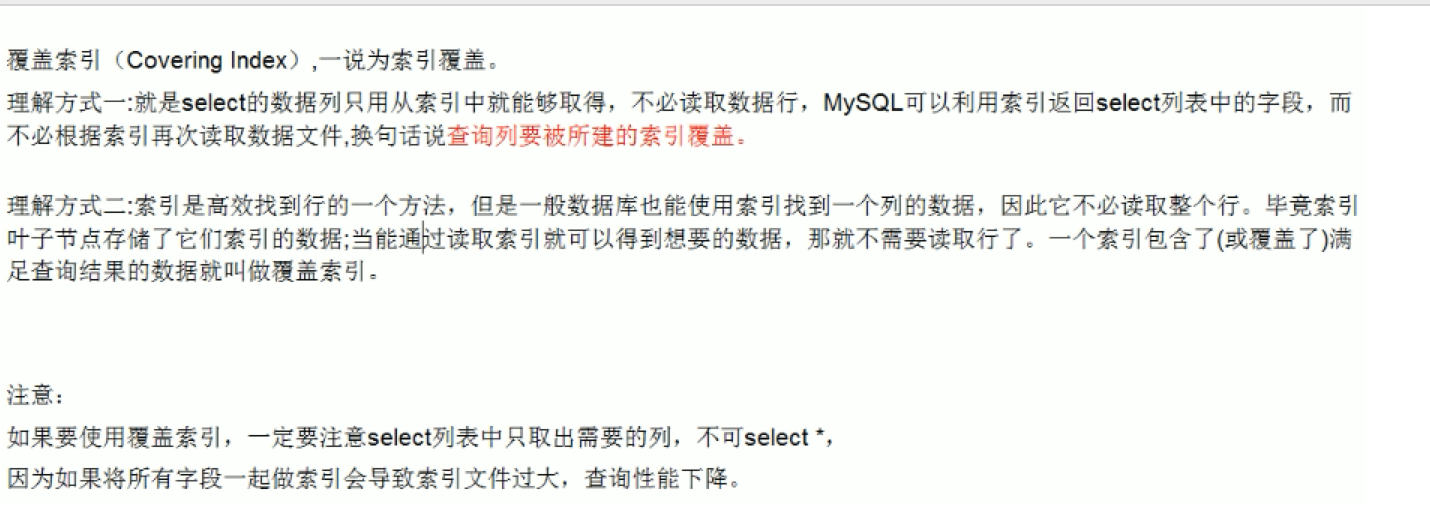 覆盖索引（Covering Index）,一说为索引覆盖。
理解方式一:就是select的数据列只用从索引中就能够取得，不必读取数据行，MySQL可以利用索引返回select列表中的字段，而
不必根据索引再次读取数据文件,换句话说查询列要被所建的索引覆盖。
理解方式二:索引是高效找到行的一个方法，但是一般数据库也能使用索引找到一个列的数据，因此它不必读取整个行。毕竟索引
叶子节点存储了它们索引的数据;当能通过读取索引就可以得到想要的数据，那就不需要读取行了。一个索引包含了(或覆盖了)满
足查询结果的数据就叫做覆盖索引。
注意：
如果要使用覆盖索引，一定要注意select列表中只取出需要的列，不可select *，
因为如果将所有字段一起做索引会导致索引文件过大，查询性能下降。